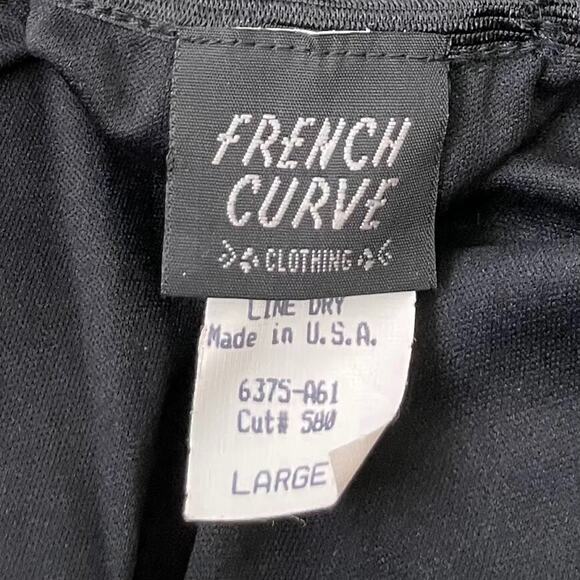 FRENCH
CURVE
CLOTHING
LINE DRY
Made in U.S.A.
6375-A61
Cut# 580
LARGE